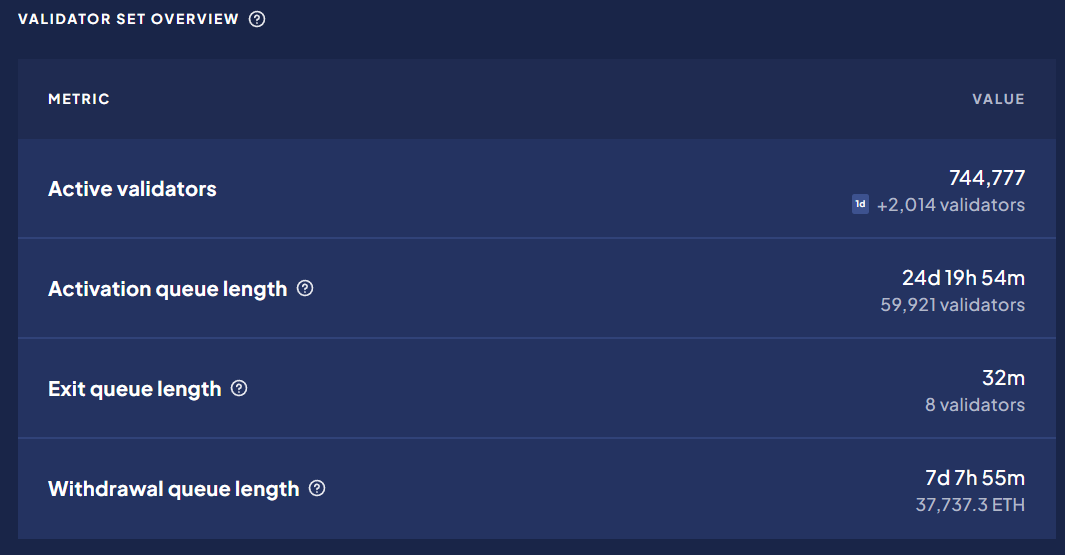 VALIDATOR SET OVERVIEW ?
METRIC VALUE
Active validators 744,777
1d +2,014 validators
Activation queue length ? 24d 19h 54m
59,921 validators
Exit queue length ? 32m
8 validators
Withdrawal queue length ? 7d 7h 55m
37,737.3 ETH